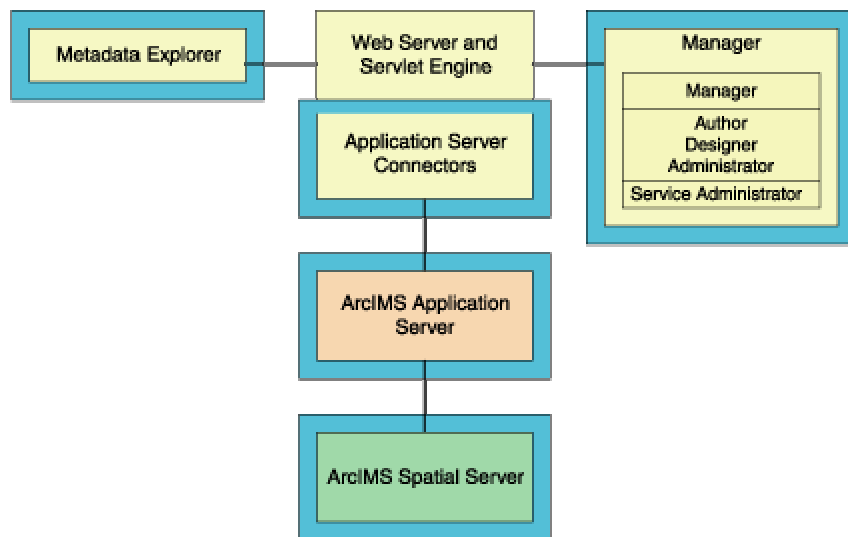 Metadata Explorer
Web Server and
Servlet Engine
Manager
Manager
Author
Designer
Administrator
Service Administrator
Application Server
Connectors
ArcIMS Application
Server
ArcIMS Spatial Server